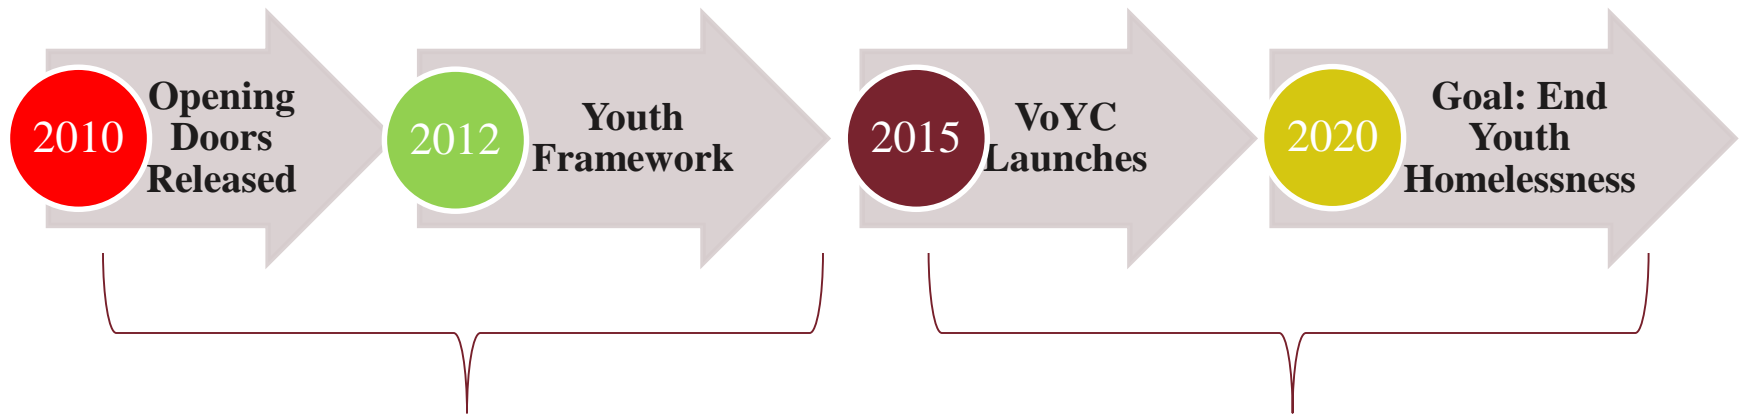 2010
Opening
Doors
Released
2012
Youth
Framework
2015
VoYC
Launches
2020
Goal: End
Youth
Homelessness